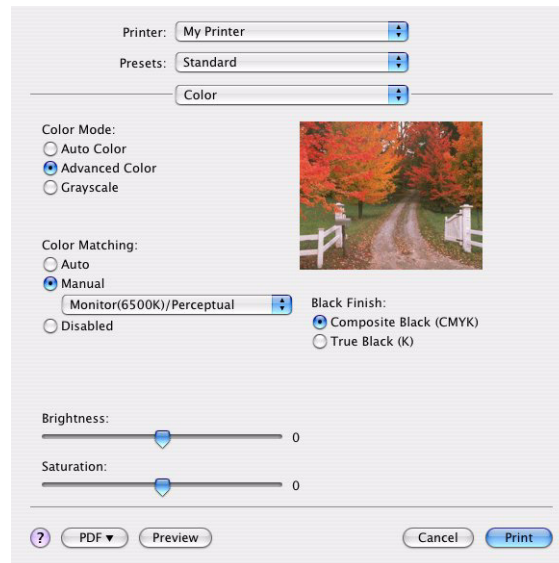 Printer: My Printer
Presets: Standard
Color
Color Mode:
Auto Color
Advanced Color
Grayscale
Color Matching:
Auto
Manual
Monitor(6500K)/Perceptual
Disabled
Black Finish:
Composite Black (CMYK)
True Black (K)
Brightness:
0
Saturation:
0
? PDF▼ Preview Cancel Print